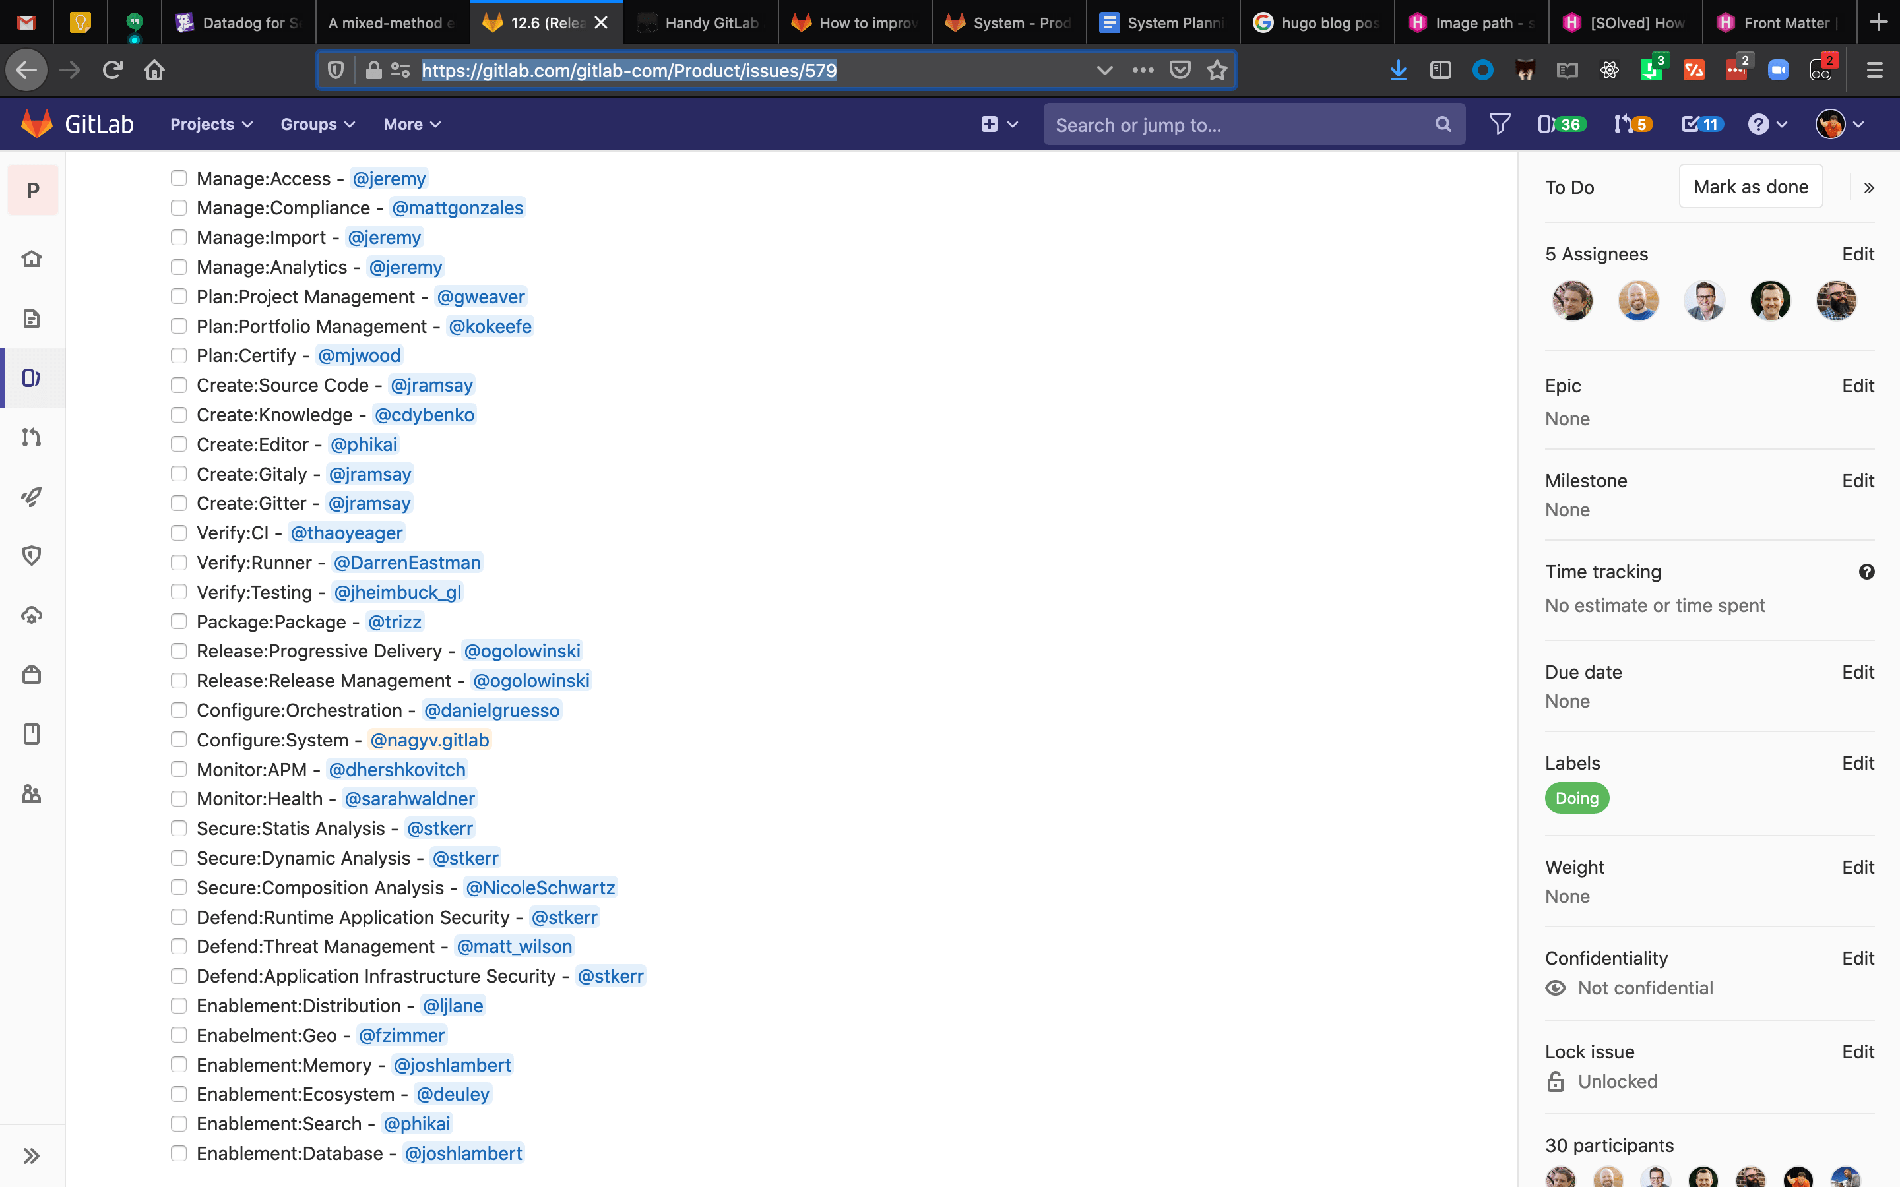 Datadog for S
A mixed-method e
12.6 (Relea
Handy GitLab
How to improv
System - Prod
System Planni
hugo blog pos
Image path - s
[SOlved] How
Front Matter |
https://gitlab.com/gitlab-com/Product/issues/579
3
2
2
GitLab
Projects
Groups
More
Search or jump to...
36
5
11
P
Manage:Access - @jeremy
Manage:Compliance - @mattgonzales
Manage:Import - @jeremy
Manage:Analytics - @jeremy
Plan:Project Management - @gweaver
Plan:Portfolio Management - @kokeefe
Plan:Certify - @mjwood
Create:Source Code - @jramsay
Create:Knowledge - @cdybenko
Create:Editor - @phikai
Create:Gitaly - @jramsay
Create:Gitter - @jramsay
Verify:CI - @thaoyeager
Verify:Runner - @DarrenEastman
Verify:Testing - @jheimbuck_gl
Package:Package - @trizz
Release:Progressive Delivery - @ogolowinski
Release:Release Management - @ogolowinski
Configure:Orchestration - @danielgruesso
Configure:System - @nagyv.gitlab
Monitor:APM - @dhershkovitch
Monitor:Health - @sarahwaldner
Secure:Statis Analysis - @stkerr
Secure:Dynamic Analysis - @stkerr
Secure:Composition Analysis - @NicoleSchwartz
Defend:Runtime Application Security - @stkerr
Defend:Threat Management - @matt_wilson
Defend:Application Infrastructure Security - @stkerr
Enablement:Distribution - @ljlane
Enabelment:Geo - @fzimmer
Enablement:Memory - @joshlambert
Enablement:Ecosystem - @deuley
Enablement:Search - @phikai
Enablement:Database - @joshlambert
To Do
Mark as done
5 Assignees Edit
Epic Edit
None
Milestone Edit
None
Time tracking
No estimate or time spent
Due date Edit
None
Labels Edit
Doing
Weight Edit
None
Confidentiality Edit
Not confidential
Lock issue Edit
Unlocked
30 participants